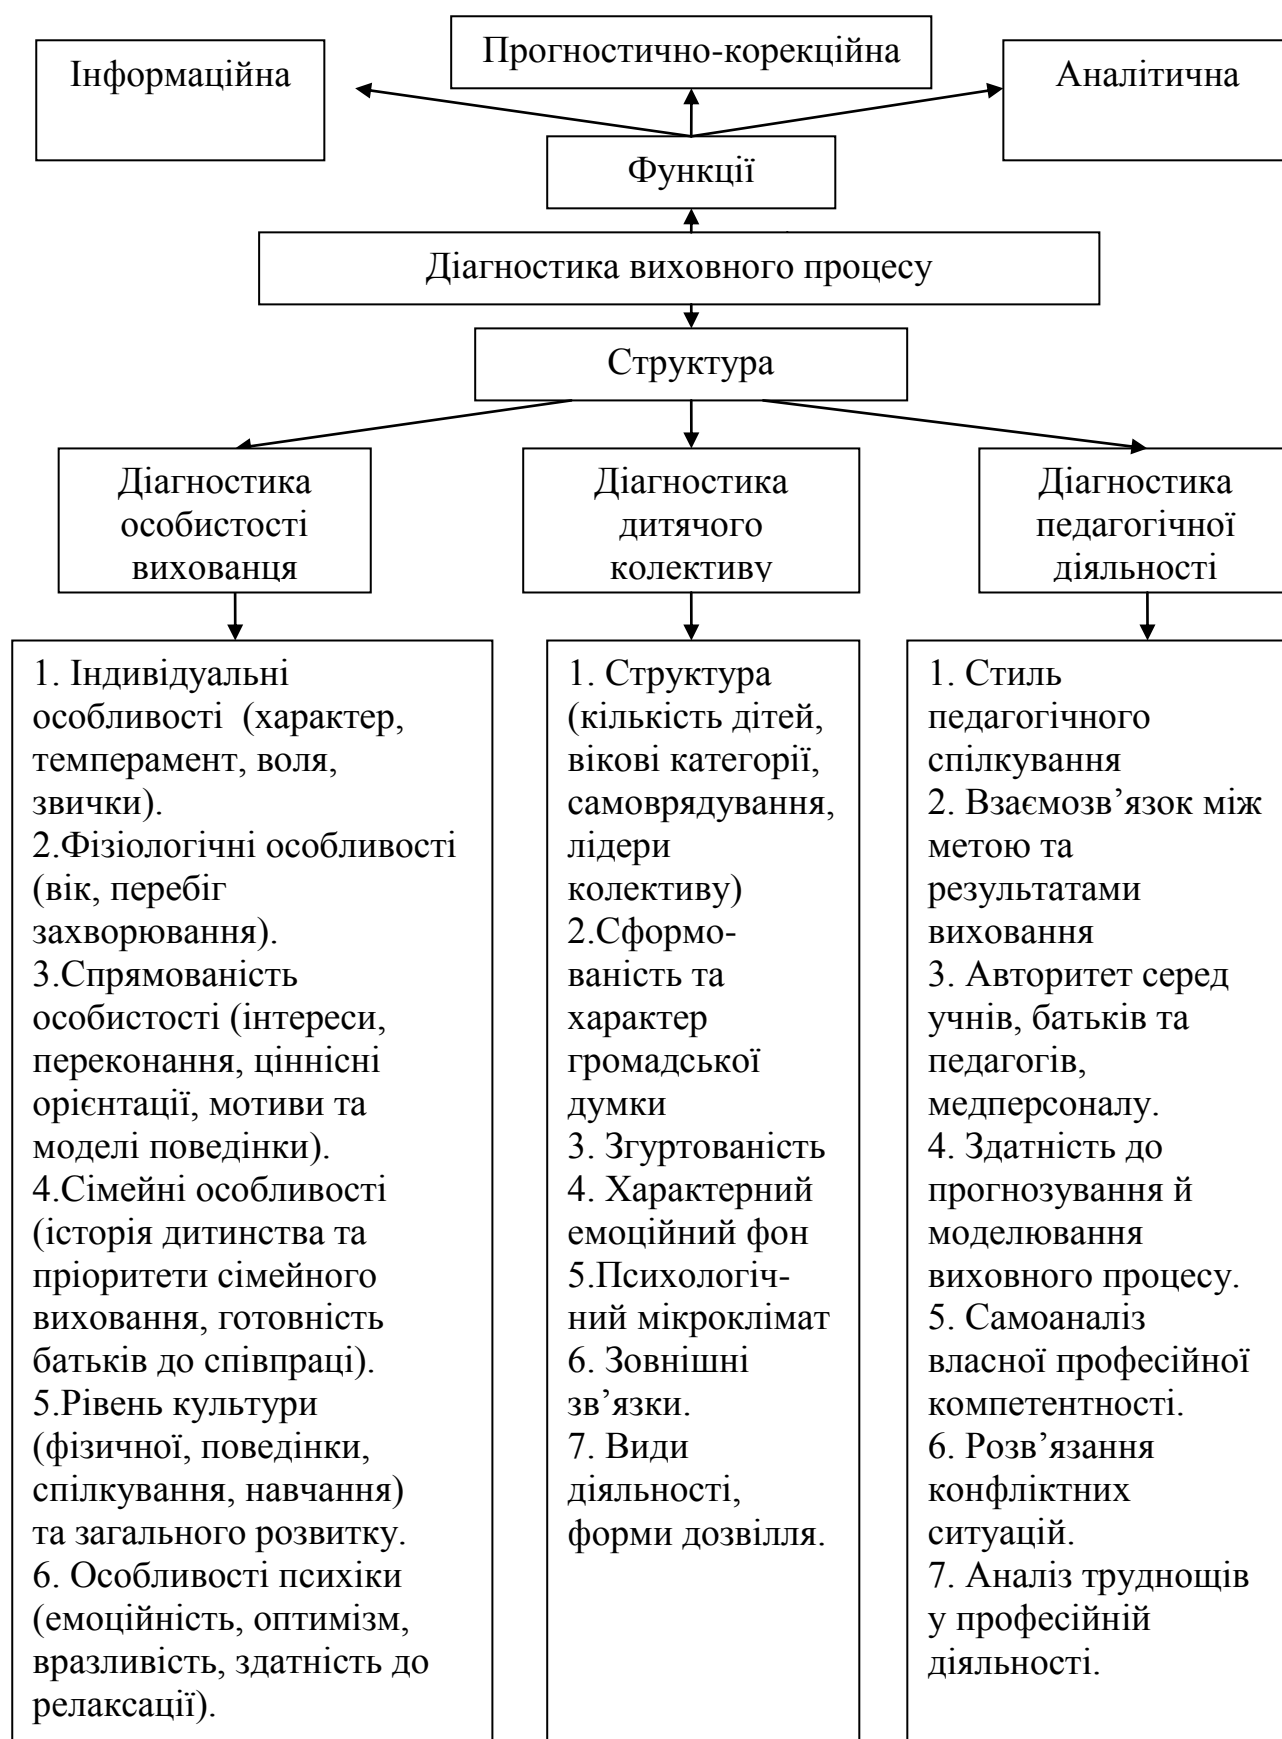 Прогностично-корекційна
Інформаційна
Аналітична
Функції
Діагностика виховного процесу
Структура
Діагностика
особистості
вихованця
Діагностика
дитячого
колективу
Діагностика
педагогічної
діяльності
1. Індивідуальні
особливості (характер,
темперамент, воля,
звички).
2.Фізіологічні особливості
(вік, перебіг
захворювання).
3.Спрямованість
особистості (інтереси,
переконання, ціннісні
орієнтації, мотиви та
моделі поведінки).
4.Сімейні особливості
(історія дитинства та
пріоритети сімейного
виховання, готовність
батьків до співпраці).
5.Рівень культури
(фізичної, поведінки,
спілкування, навчання)
та загального розвитку.
6. Особливості психіки
(емоційність, оптимізм,
вразливість, здатність до
релаксації).
1. Структура
(кількість дітей,
вікові категорії,
самоврядування,
лідери
колективу)
2.Сформо-
ваність та
характер
громадської
думки
3. Згуртованість
4. Характерний
емоційний фон
5.Психологіч-
ний мікроклімат
6. Зовнішні
зв’язки.
7. Види
діяльності,
форми дозвілля.
1. Стиль
педагогічного
спілкування
2. Взаємозв’язок між
метою та
результатами
виховання
3. Авторитет серед
учнів, батьків та
педагогів,
медперсоналу.
4. Здатність до
прогнозування й
моделювання
виховного процесу.
5. Самоаналіз
власної професійної
компетентності.
6. Розв’язання
конфліктних
ситуацій.
7. Аналіз труднощів
у професійній
діяльності.